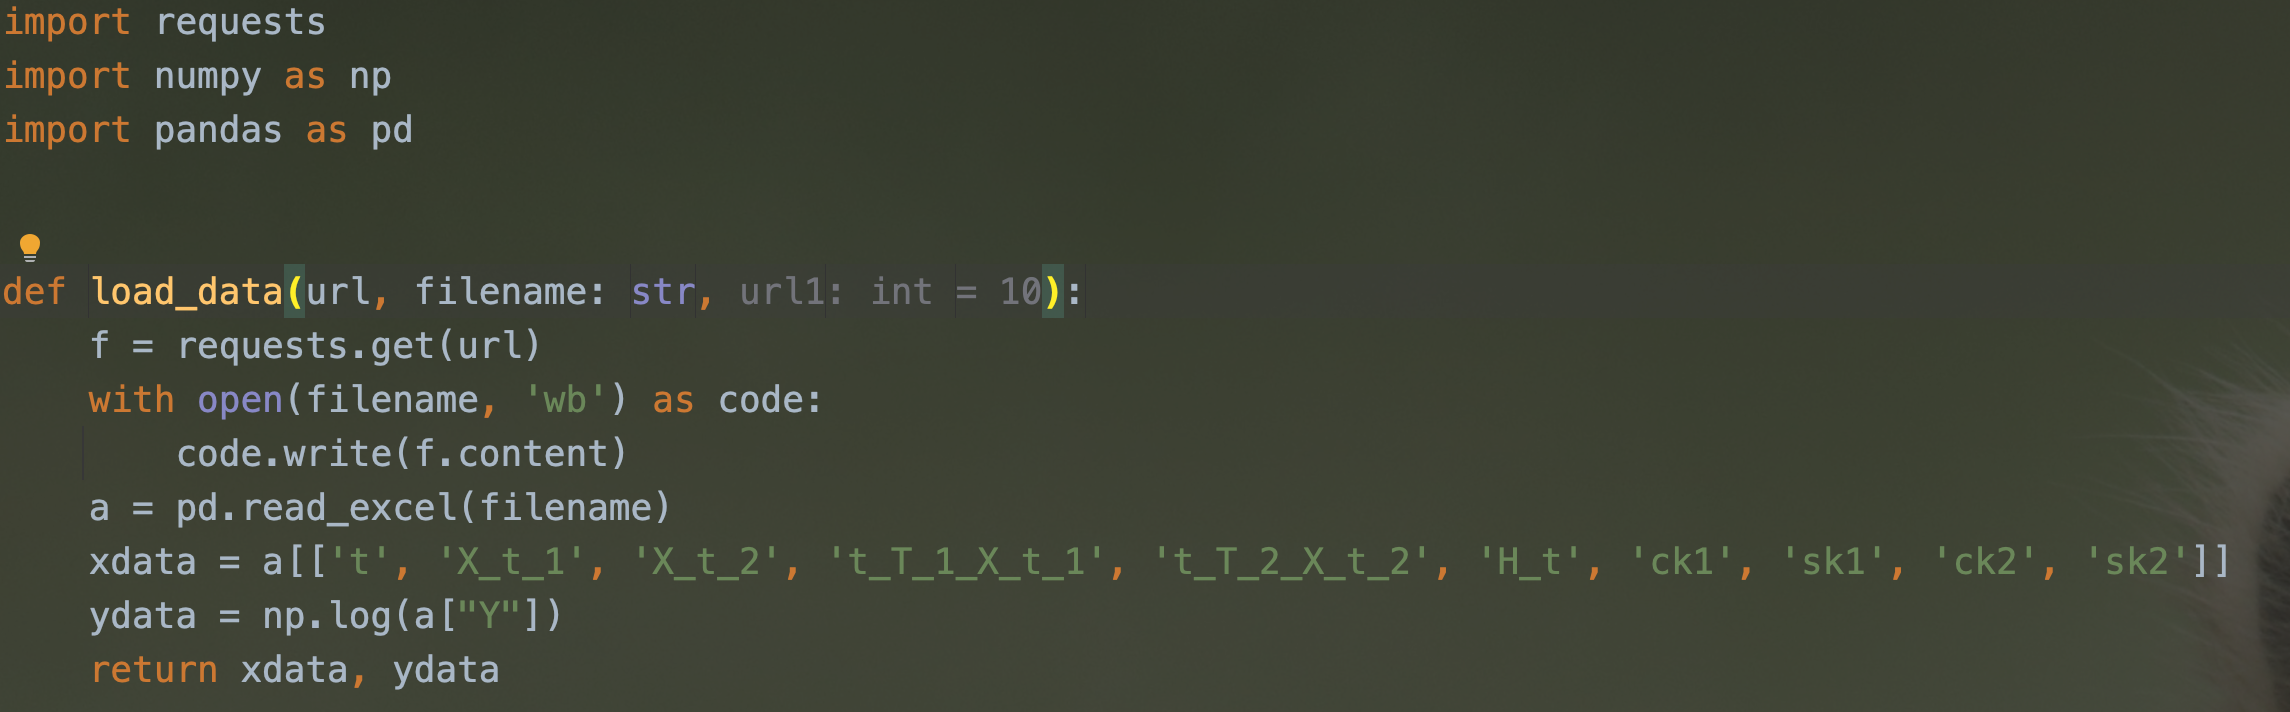 import requests
import numpy as np
import pandas as pd
def load_data(url, filename: str, url1: int = 10):
    f = requests.get(url)
    with open(filename, 'wb') as code:
        code.write(f.content)
    a = pd.read_excel(filename)
    xdata = a[['t', 'X_t_1', 'X_t_2', 't_T_1_X_t_1', 't_T_2_X_t_2', 'H_t', 'ck1', 'sk1', 'ck2', 'sk2']]
    ydata = np.log(a["Y"])
    return xdata, ydata